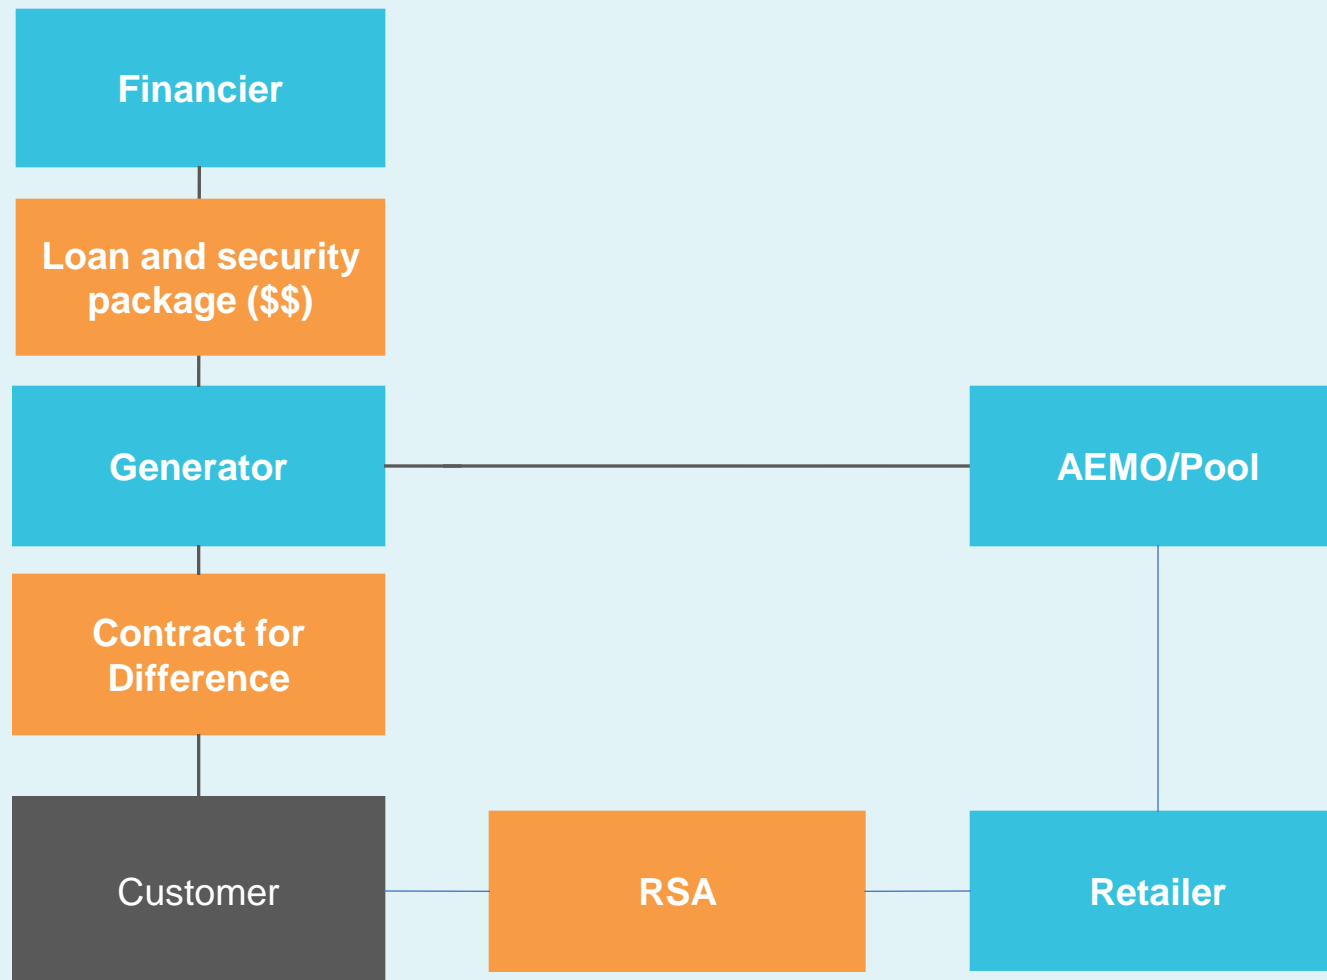 Financier
Loan and security
package ($$)
Generator
AEMO/Pool
Contract for
Difference
Customer
RSA
Retailer